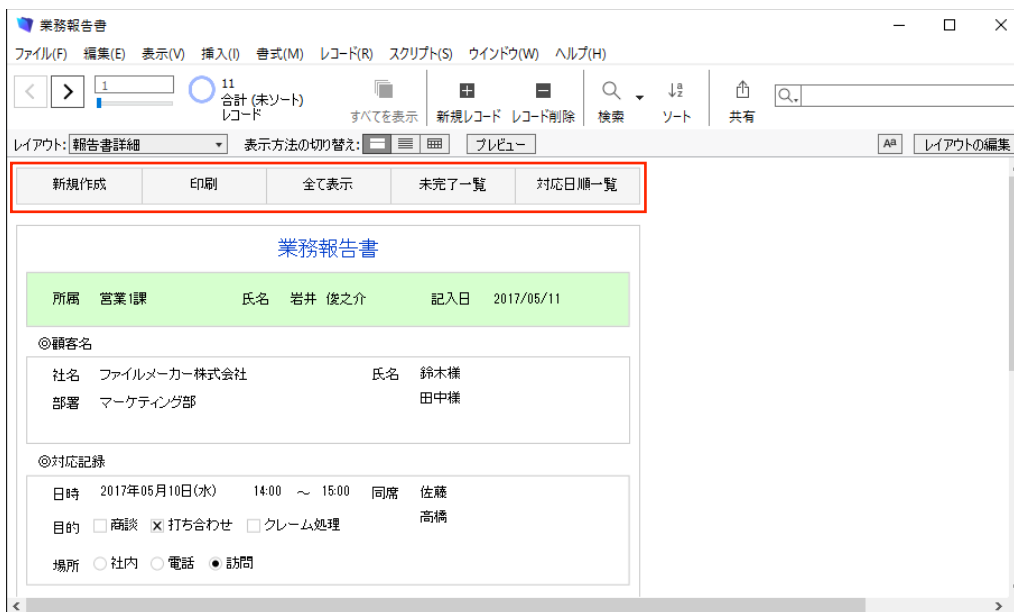 業務報告書
ファイル(F) 編集(E) 表示(V) 挿入(I) 書式(M) レコード(R) スクリプト(S) ウインドウ(W) ヘルプ(H)
1
11
合計 (未ソート)
レコード
すべてを表示 新規レコード レコード削除 検索 ソート 共有
レイアウト: 報告書詳細 表示方法の切り替え: プレビュー Aa レイアウトの編集
新規作成 印刷 全て表示 未完了一覧 対応日順一覧
業務報告書
所属 営業1課 氏名 岩井 俊之介 記入日 2017/05/11
◎顧客名
社名 ファイルメーカー株式会社 氏名 鈴木様
部署 マーケティング部 田中様
◎対応記録
日時 2017年05月10日(水) 14:00 ～ 15:00 同席 佐藤
高橋
目的 商談 打ち合わせ クレーム処理
場所 社内 電話 訪問